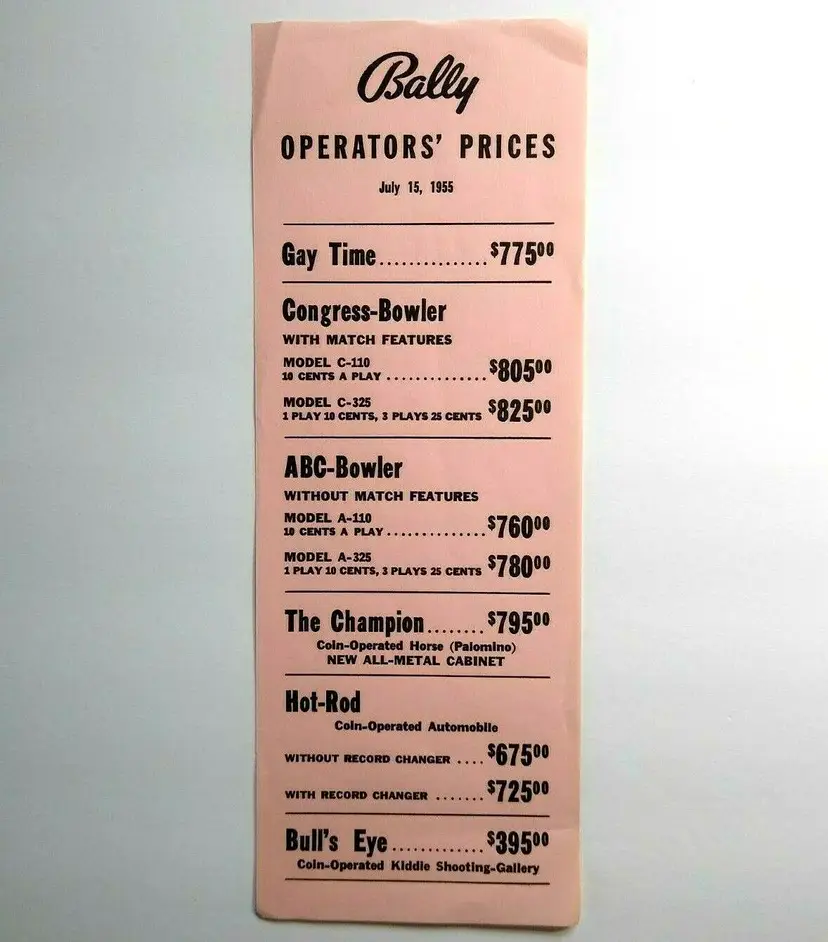 Bally
OPERATORS' PRICES
July 15, 1955
Gay Time............... $775⁰⁰
Congress-Bowler
WITH MATCH FEATURES
MODEL C-110
10 CENTS A PLAY .............. $805⁰⁰
MODEL C-325
1 PLAY 10 CENTS, 3 PLAYS 25 CENTS $825⁰⁰
ABC-Bowler
WITHOUT MATCH FEATURES
MODEL A-110
10 CENTS A PLAY .............. $760⁰⁰
MODEL A-325
1 PLAY 10 CENTS, 3 PLAYS 25 CENTS $780⁰⁰
The Champion........ $795⁰⁰
Coin-Operated Horse (Palomino)
NEW ALL-METAL CABINET
Hot-Rod
Coin-Operated Automobile
WITHOUT RECORD CHANGER .... $675⁰⁰
WITH RECORD CHANGER ....... $725⁰⁰
Bull's Eye ............. $395⁰⁰
Coin-Operated Kiddie Shooting-Gallery